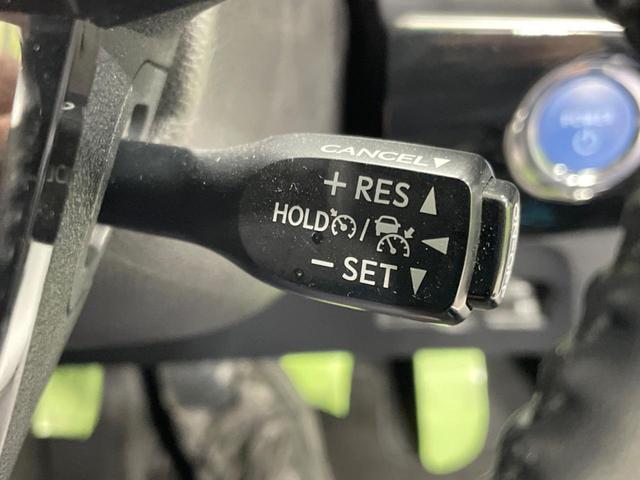 CANCEL▼
+ RES ▲
HOLD / ◀
− SET ▼